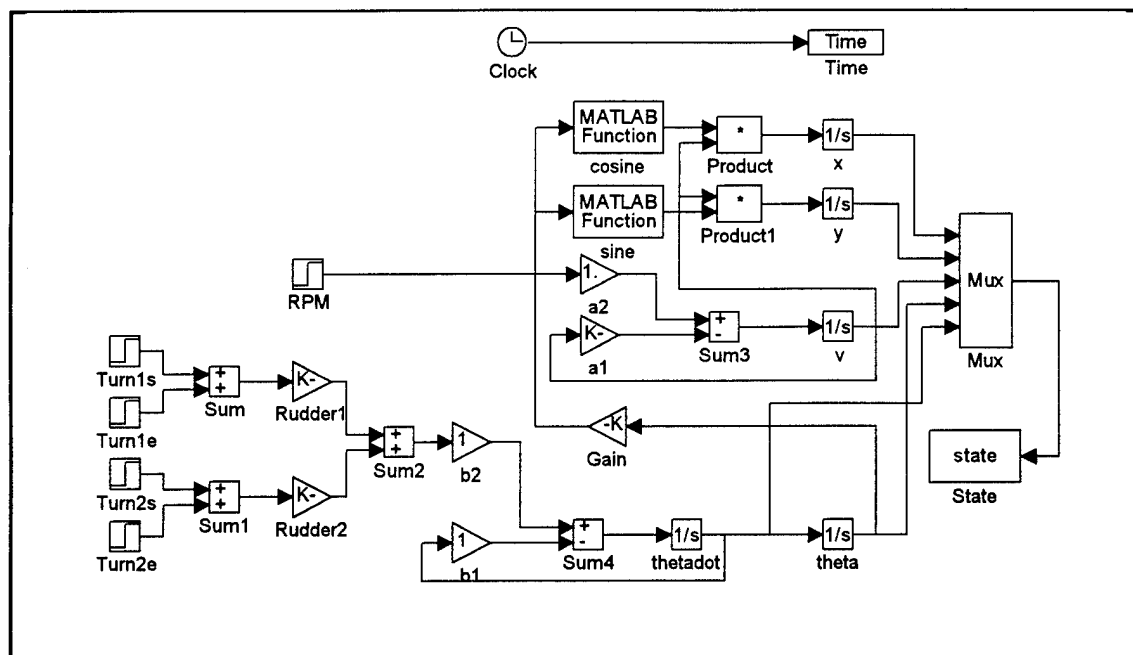 Time
Clock
Time
MATLAB
Function
cosine
*
Product
1/s
x
MATLAB
Function
sine
*
Product1
1/s
y
RPM
1.
a2
K-
a1
+
-
Sum3
1/s
v
Mux
Mux
Turn1s
Turn1e
+
+
Sum
K-
Rudder1
Turn2s
Turn2e
+
+
Sum1
K-
Rudder2
+
+
Sum2
1
b2
-K
Gain
state
State
1
b1
+
-
Sum4
1/s
thetadot
1/s
theta